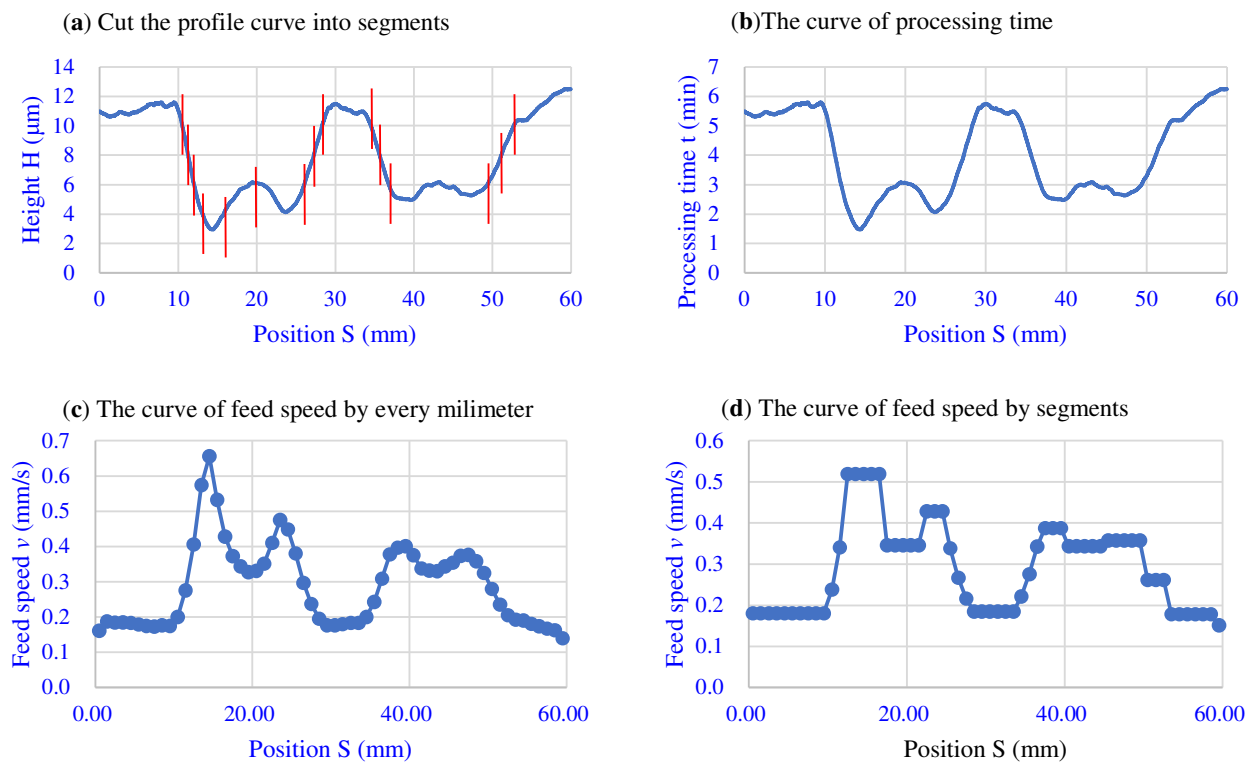 (a) Cut the profile curve into segments
14
12
10
8
6
4
2
0
Height H (μm)
0 10 20 30 40 50 60
Position S (mm)
(b)The curve of processing time
7
6
5
4
3
2
1
0
Processing time t (min)
0 10 20 30 40 50 60
Position S (mm)
(c) The curve of feed speed by every milimeter
0.7
0.6
0.5
0.4
0.3
0.2
0.1
0.0
Feed speed v (mm/s)
0.00 20.00 40.00 60.00
Position S (mm)
(d) The curve of feed speed by segments
0.6
0.5
0.4
0.3
0.2
0.1
0.0
Feed speed v (mm/s)
0.00 20.00 40.00 60.00
Position S (mm)